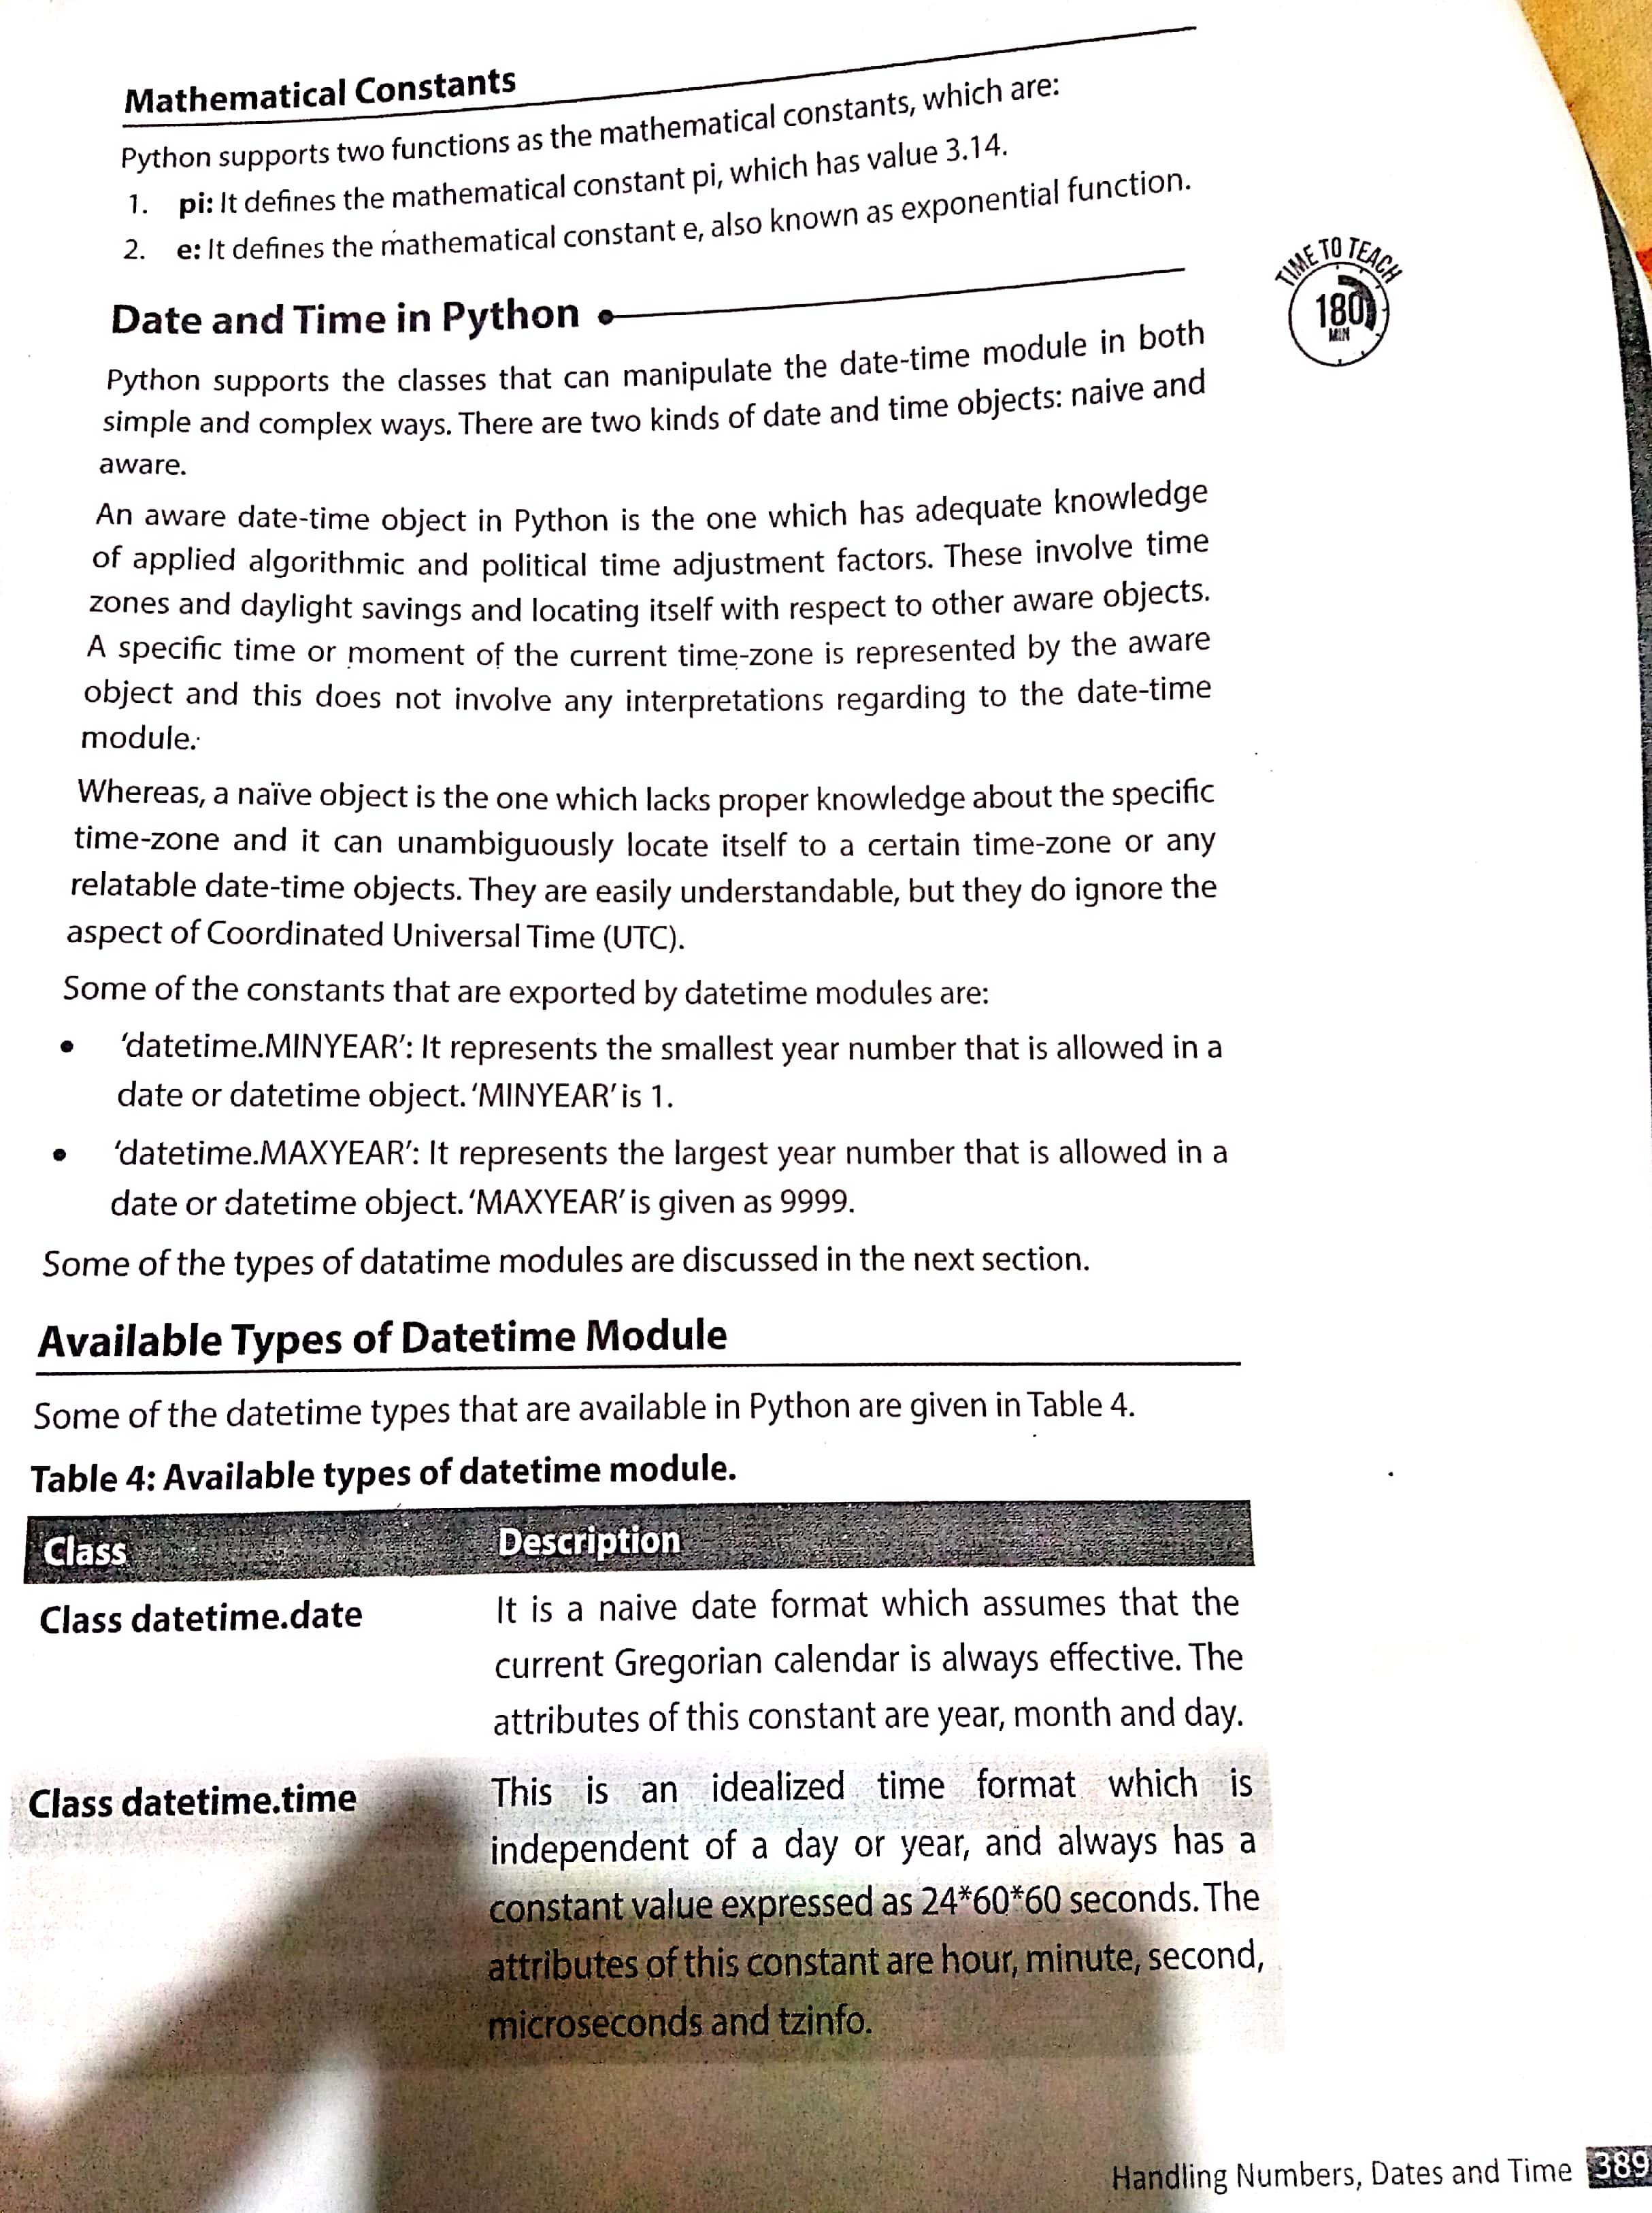 Mathematical Constants
Python supports two functions as the mathematical constants, which are:
1. pi: It defines the mathematical constant pi, which has value 3.14.
2. e: It defines the mathematical constant e, also known as exponential function.
Date and Time in Python
TIME TO TEACH
180
MIN
Python supports the classes that can manipulate the date-time module in both
simple and complex ways. There are two kinds of date and time objects: naive and
aware.
An aware date-time object in Python is the one which has adequate knowledge
of applied algorithmic and political time adjustment factors. These involve time
zones and daylight savings and locating itself with respect to other aware objects.
A specific time or moment of the current time-zone is represented by the aware
object and this does not involve any interpretations regarding to the date-time
module.
Whereas, a naïve object is the one which lacks proper knowledge about the specific
time-zone and it can unambiguously locate itself to a certain time-zone or any
relatable date-time objects. They are easily understandable, but they do ignore the
aspect of Coordinated Universal Time (UTC).
Some of the constants that are exported by datetime modules are:
• ‘datetime.MINYEAR’: It represents the smallest year number that is allowed in a
date or datetime object. ‘MINYEAR’ is 1.
• ‘datetime.MAXYEAR’: It represents the largest year number that is allowed in a
date or datetime object. ‘MAXYEAR’ is given as 9999.
Some of the types of datatime modules are discussed in the next section.
Available Types of Datetime Module
Some of the datetime types that are available in Python are given in Table 4.
Table 4: Available types of datetime module.
Class Description
Class datetime.date It is a naive date format which assumes that the
current Gregorian calendar is always effective. The
attributes of this constant are year, month and day.
Class datetime.time This is an idealized time format which is
independent of a day or year, and always has a
constant value expressed as 24*60*60 seconds. The
attributes of this constant are hour, minute, second,
microseconds and tzinfo.
Handling Numbers, Dates and Time 389